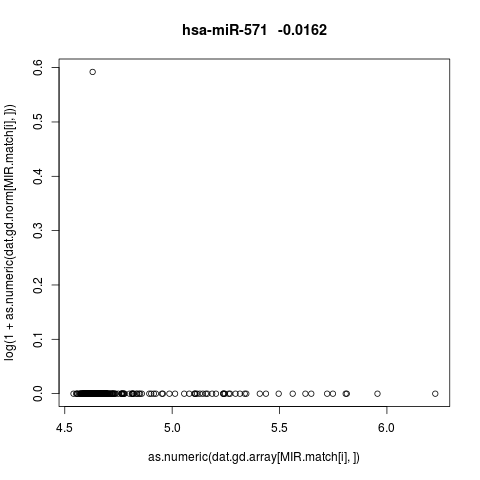 hsa-miR-571 -0.0162
log(1 + as.numeric(dat.gd.norm[MIR.match[i], ]))
0.6
0.5
0.4
0.3
0.2
0.1
0.0
4.5 5.0 5.5 6.0
as.numeric(dat.gd.array[MIR.match[i], ])